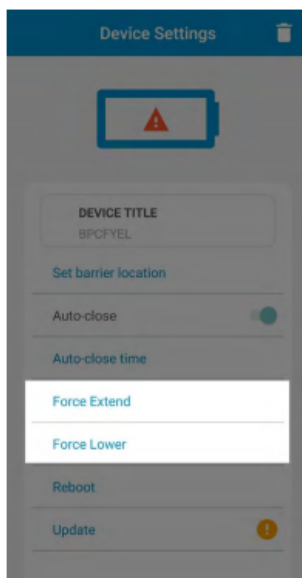 Device Settings
DEVICE TITLE
BPCFYEL
Set barrier location
Auto-close
Auto-close time
Force Extend
Force Lower
Reboot
Update